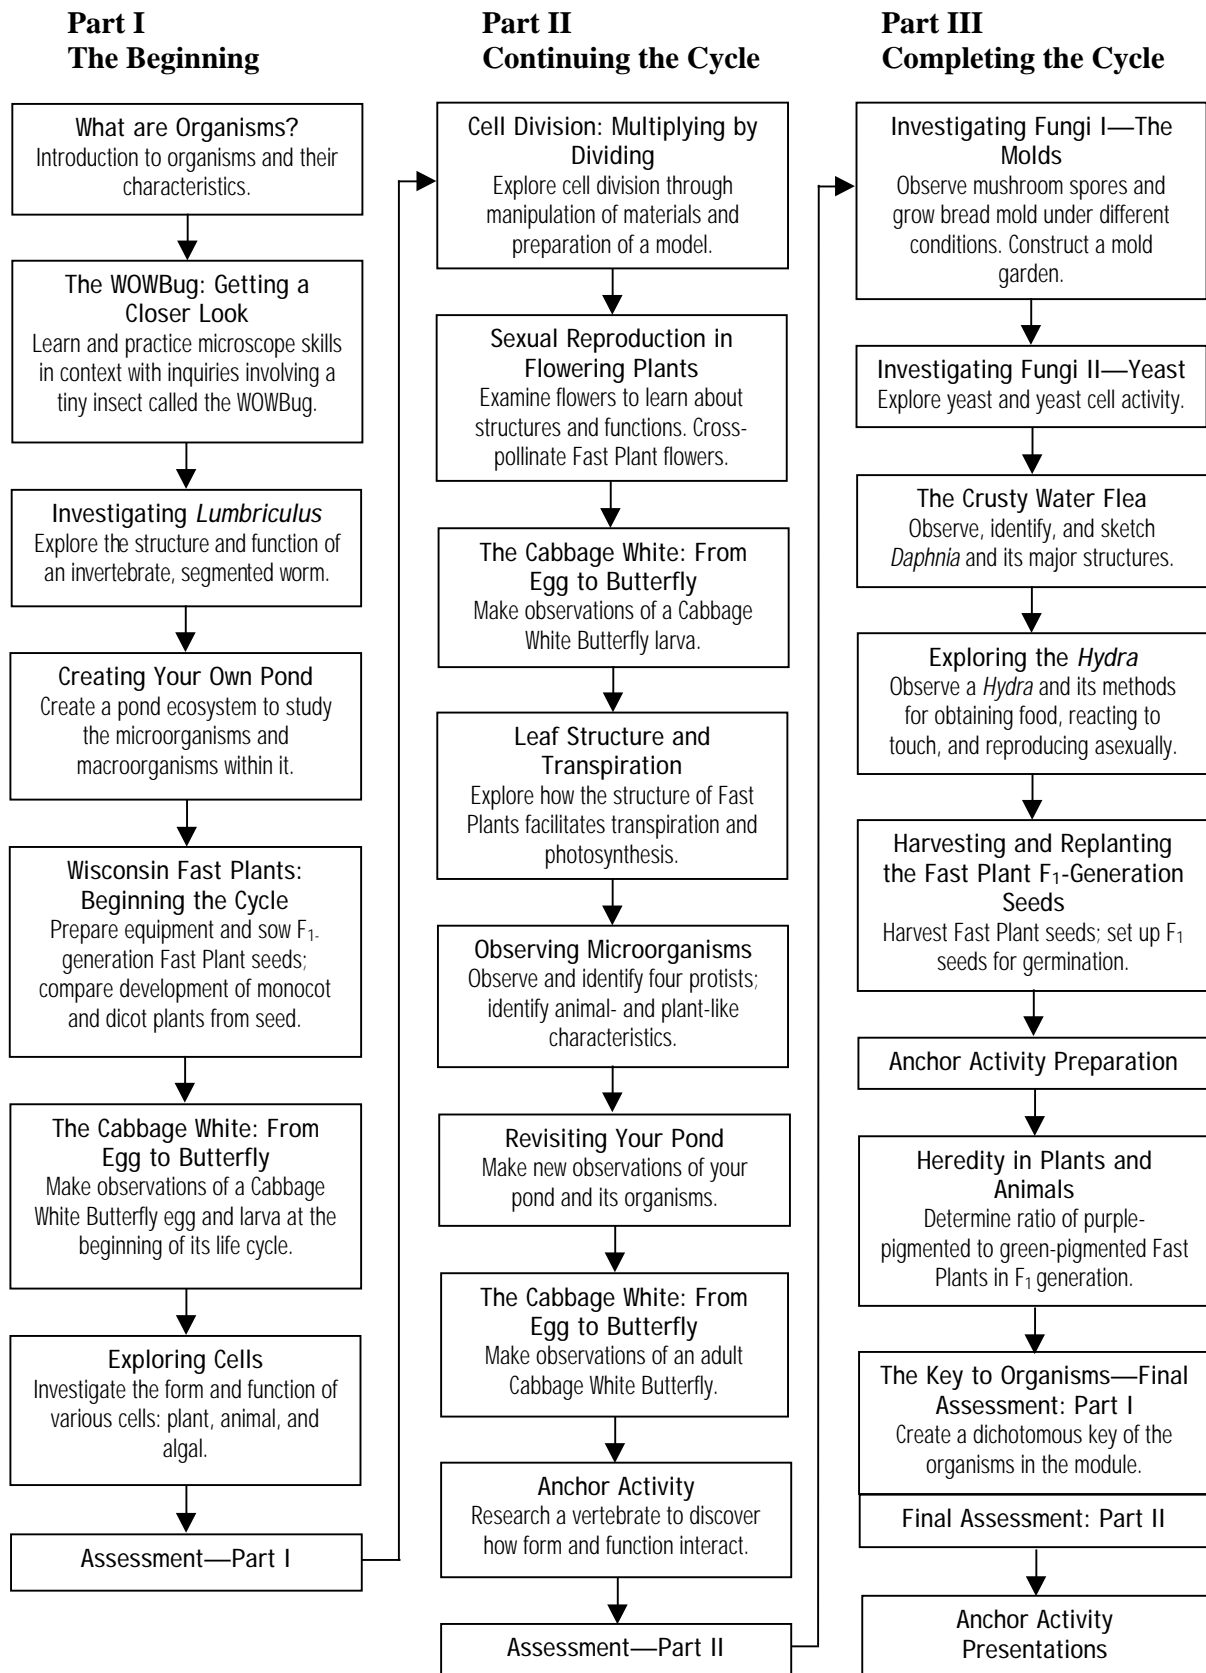 Part I
The Beginning
What are Organisms?
Introduction to organisms and their
characteristics.
The WOWBug: Getting a
Closer Look
Learn and practice microscope skills
in context with inquiries involving a
tiny insect called the WOWBug.
Investigating Lumbriculus
Explore the structure and function of
an invertebrate, segmented worm.
Creating Your Own Pond
Create a pond ecosystem to study
the microorganisms and
macroorganisms within it.
Wisconsin Fast Plants:
Beginning the Cycle
Prepare equipment and sow F1-
generation Fast Plant seeds;
compare development of monocot
and dicot plants from seed.
The Cabbage White: From
Egg to Butterfly
Make observations of a Cabbage
White Butterfly egg and larva at the
beginning of its life cycle.
Exploring Cells
Investigate the form and function of
various cells: plant, animal, and
algal.
Assessment—Part I
Part II
Continuing the Cycle
Cell Division: Multiplying by
Dividing
Explore cell division through
manipulation of materials and
preparation of a model.
Sexual Reproduction in
Flowering Plants
Examine flowers to learn about
structures and functions. Cross-
pollinate Fast Plant flowers.
The Cabbage White: From
Egg to Butterfly
Make observations of a Cabbage
White Butterfly larva.
Leaf Structure and
Transpiration
Explore how the structure of Fast
Plants facilitates transpiration and
photosynthesis.
Observing Microorganisms
Observe and identify four protists;
identify animal- and plant-like
characteristics.
Revisiting Your Pond
Make new observations of your
pond and its organisms.
The Cabbage White: From
Egg to Butterfly
Make observations of an adult
Cabbage White Butterfly.
Anchor Activity
Research a vertebrate to discover
how form and function interact.
Assessment—Part II
Part III
Completing the Cycle
Investigating Fungi I—The
Molds
Observe mushroom spores and
grow bread mold under different
conditions. Construct a mold
garden.
Investigating Fungi II—Yeast
Explore yeast and yeast cell activity.
The Crusty Water Flea
Observe, identify, and sketch
Daphnia and its major structures.
Exploring the Hydra
Observe a Hydra and its methods
for obtaining food, reacting to
touch, and reproducing asexually.
Harvesting and Replanting
the Fast Plant F1-Generation
Seeds
Harvest Fast Plant seeds; set up F1
seeds for germination.
Anchor Activity Preparation
Heredity in Plants and
Animals
Determine ratio of purple-
pigmented to green-pigmented Fast
Plants in F1 generation.
The Key to Organisms—Final
Assessment: Part I
Create a dichotomous key of the
organisms in the module.
Final Assessment: Part II
Anchor Activity
Presentations